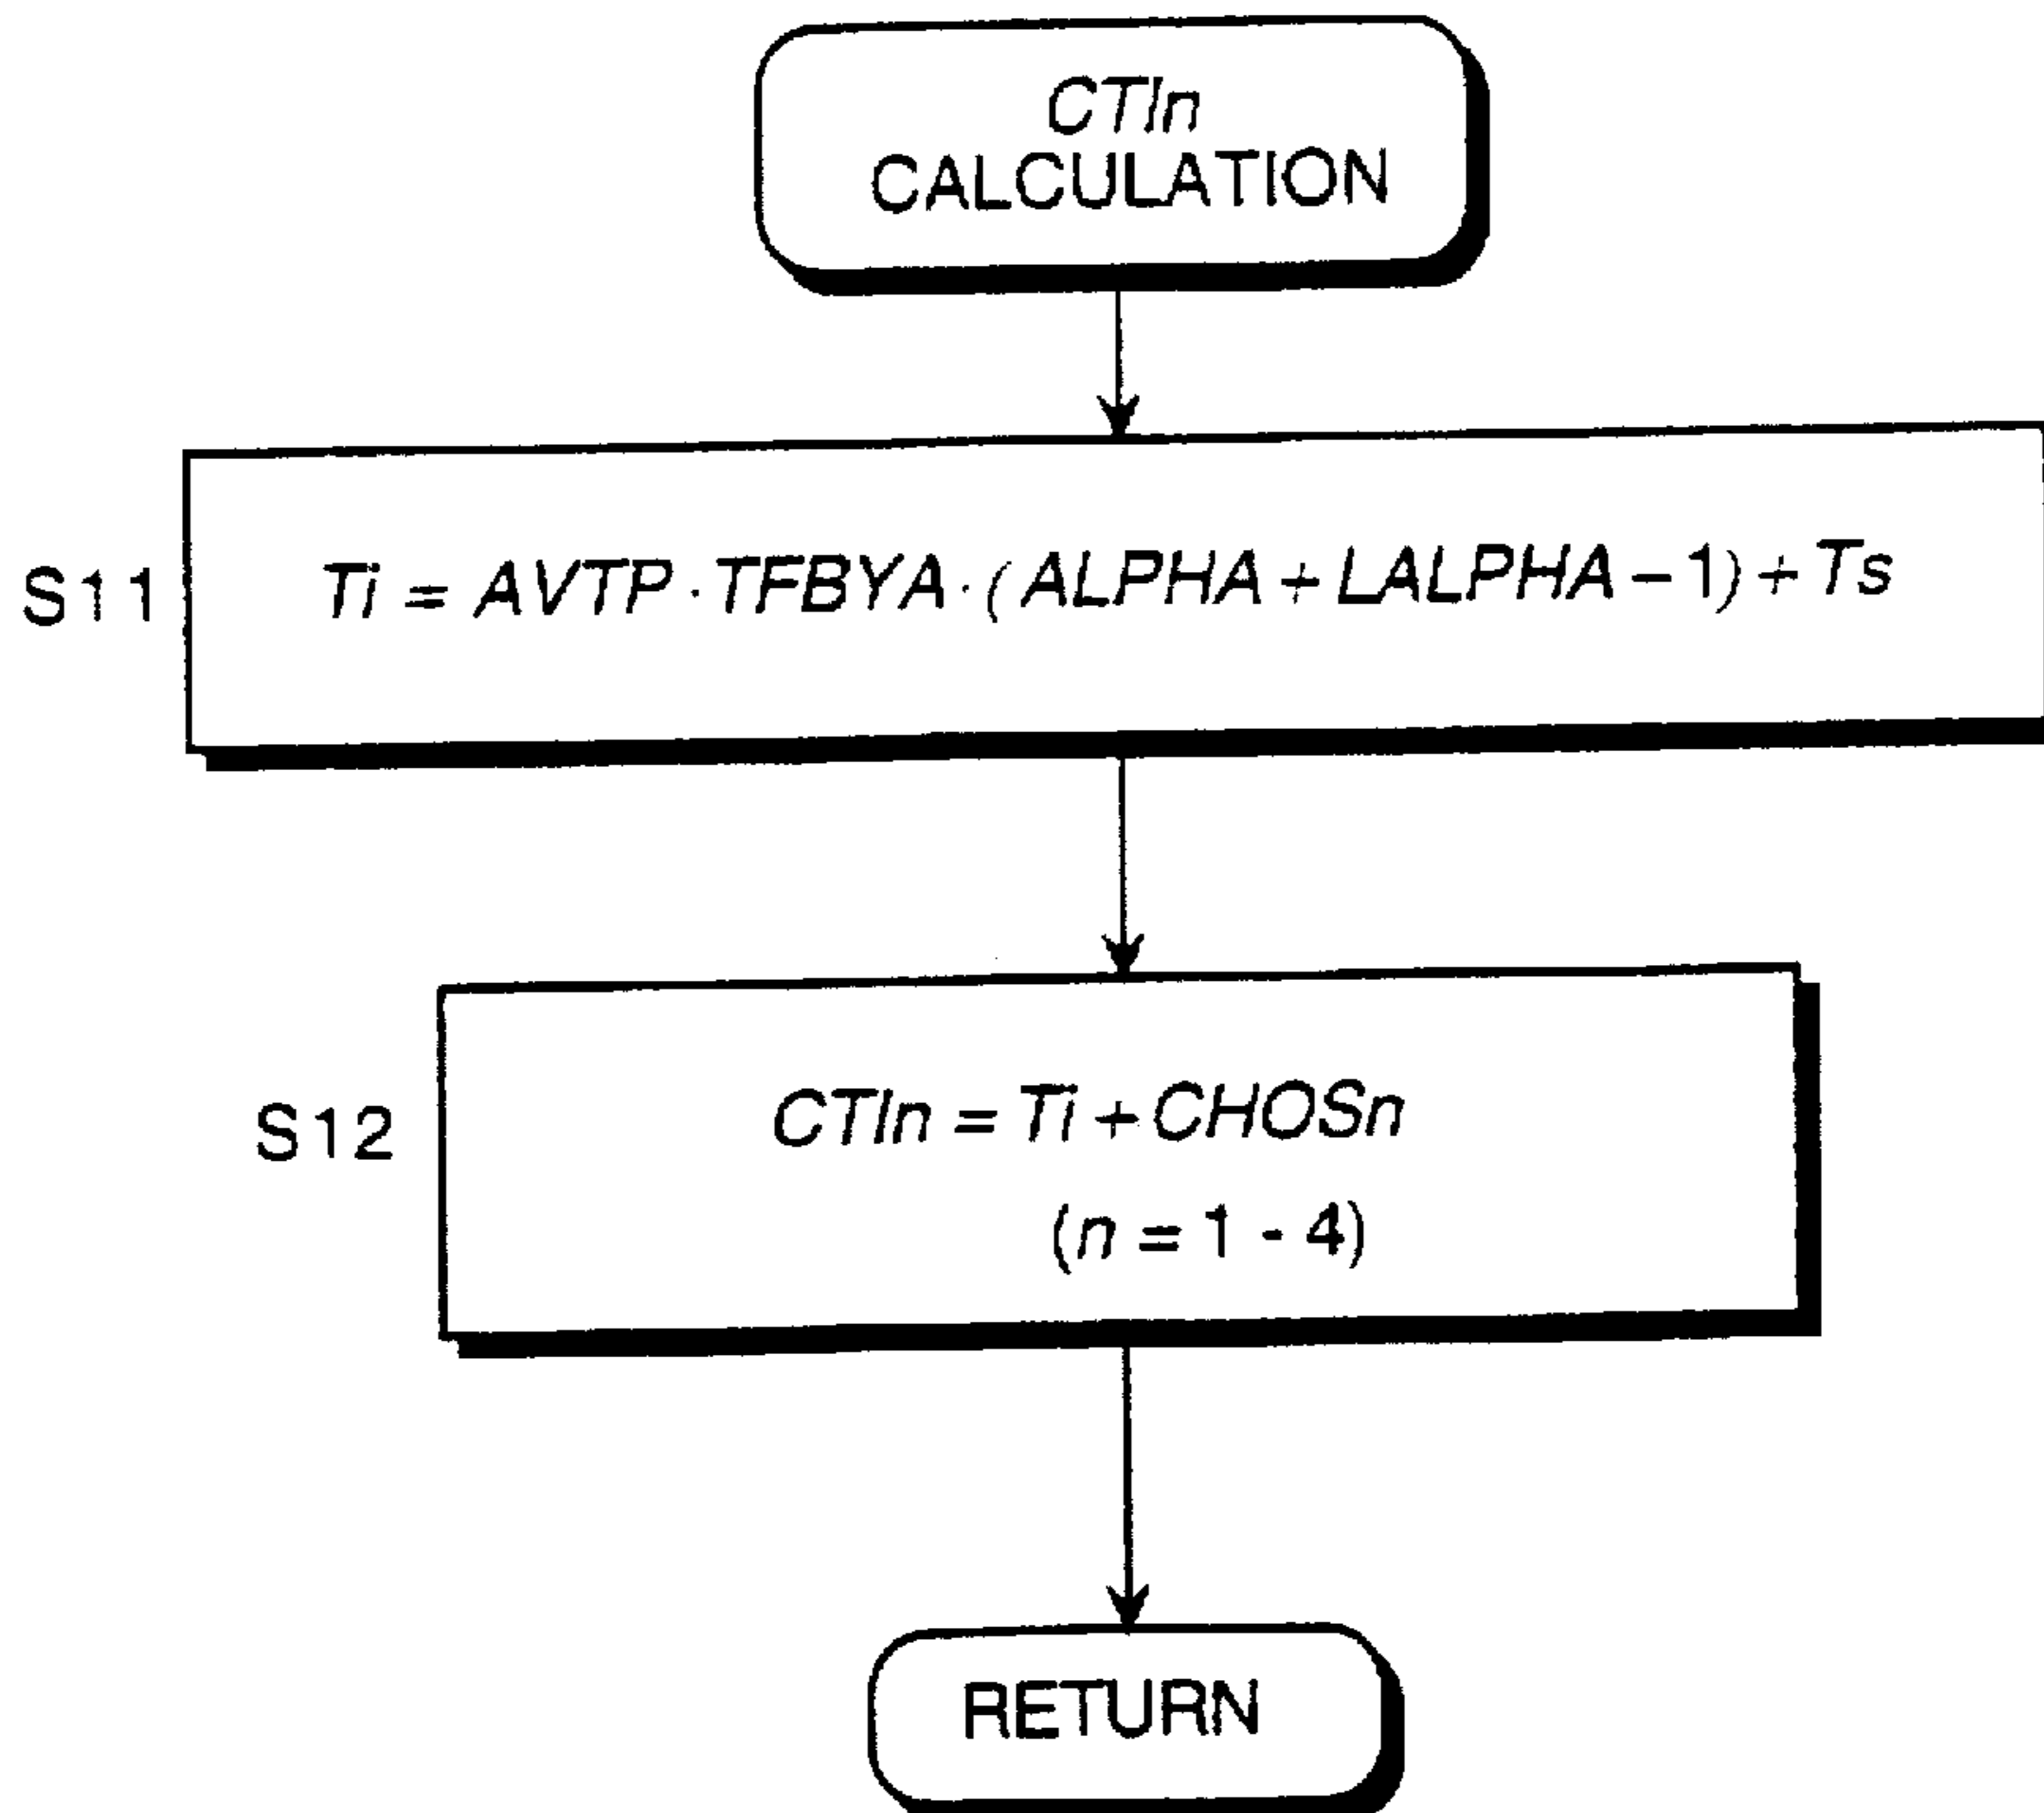 CTIn
CALCULATION
S11
Ti = AVTP · TFBYA · (ALPHA + LALPHA − 1) + Ts
S12
CTIn = Ti + CHOSn
(n = 1 - 4)
RETURN